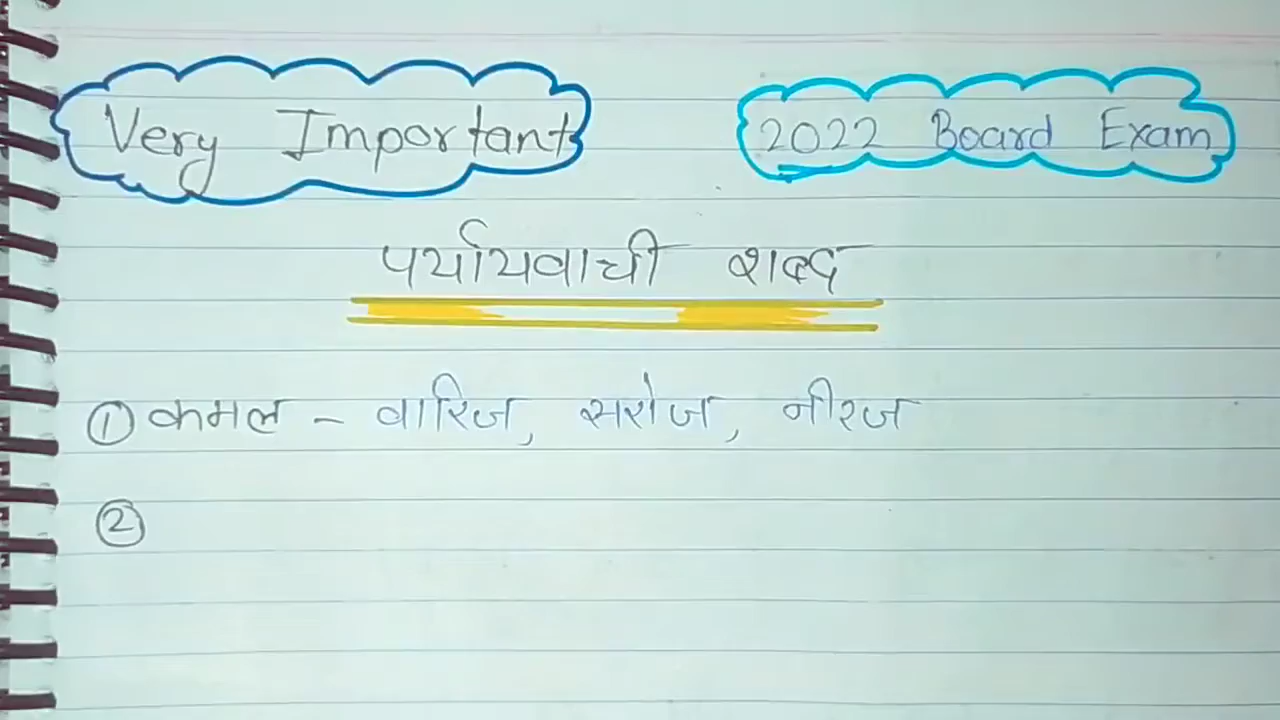 Very Important
2022 Board Exam
पर्यायवाची शब्द
① कमल - वारिज, सरोज, नीरज
②